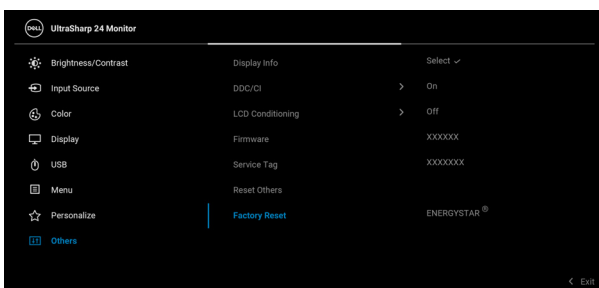 DELL UltraSharp 24 Monitor
Brightness/Contrast Display Info Select ✓
Input Source DDC/CI > On
Color LCD Conditioning > Off
Display Firmware XXXXXX
USB Service Tag XXXXXXX
Menu Reset Others
Personalize Factory Reset ENERGYSTAR ®
Others
< Exit